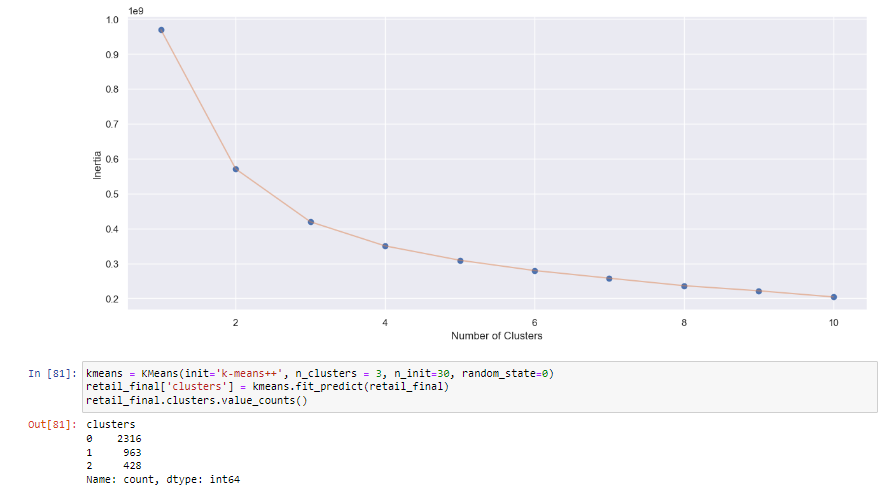 1e9
1.0
0.9
0.8
0.7
0.6
0.5
0.4
0.3
0.2
Inertia
2 4 6 8 10
Number of Clusters
In [81]: kmeans = KMeans(init='k-means++', n_clusters = 3, n_init=30, random_state=0)
retail_final['clusters'] = kmeans.fit_predict(retail_final)
retail_final.clusters.value_counts()
Out[81]: clusters
0 2316
1 963
2 428
Name: count, dtype: int64